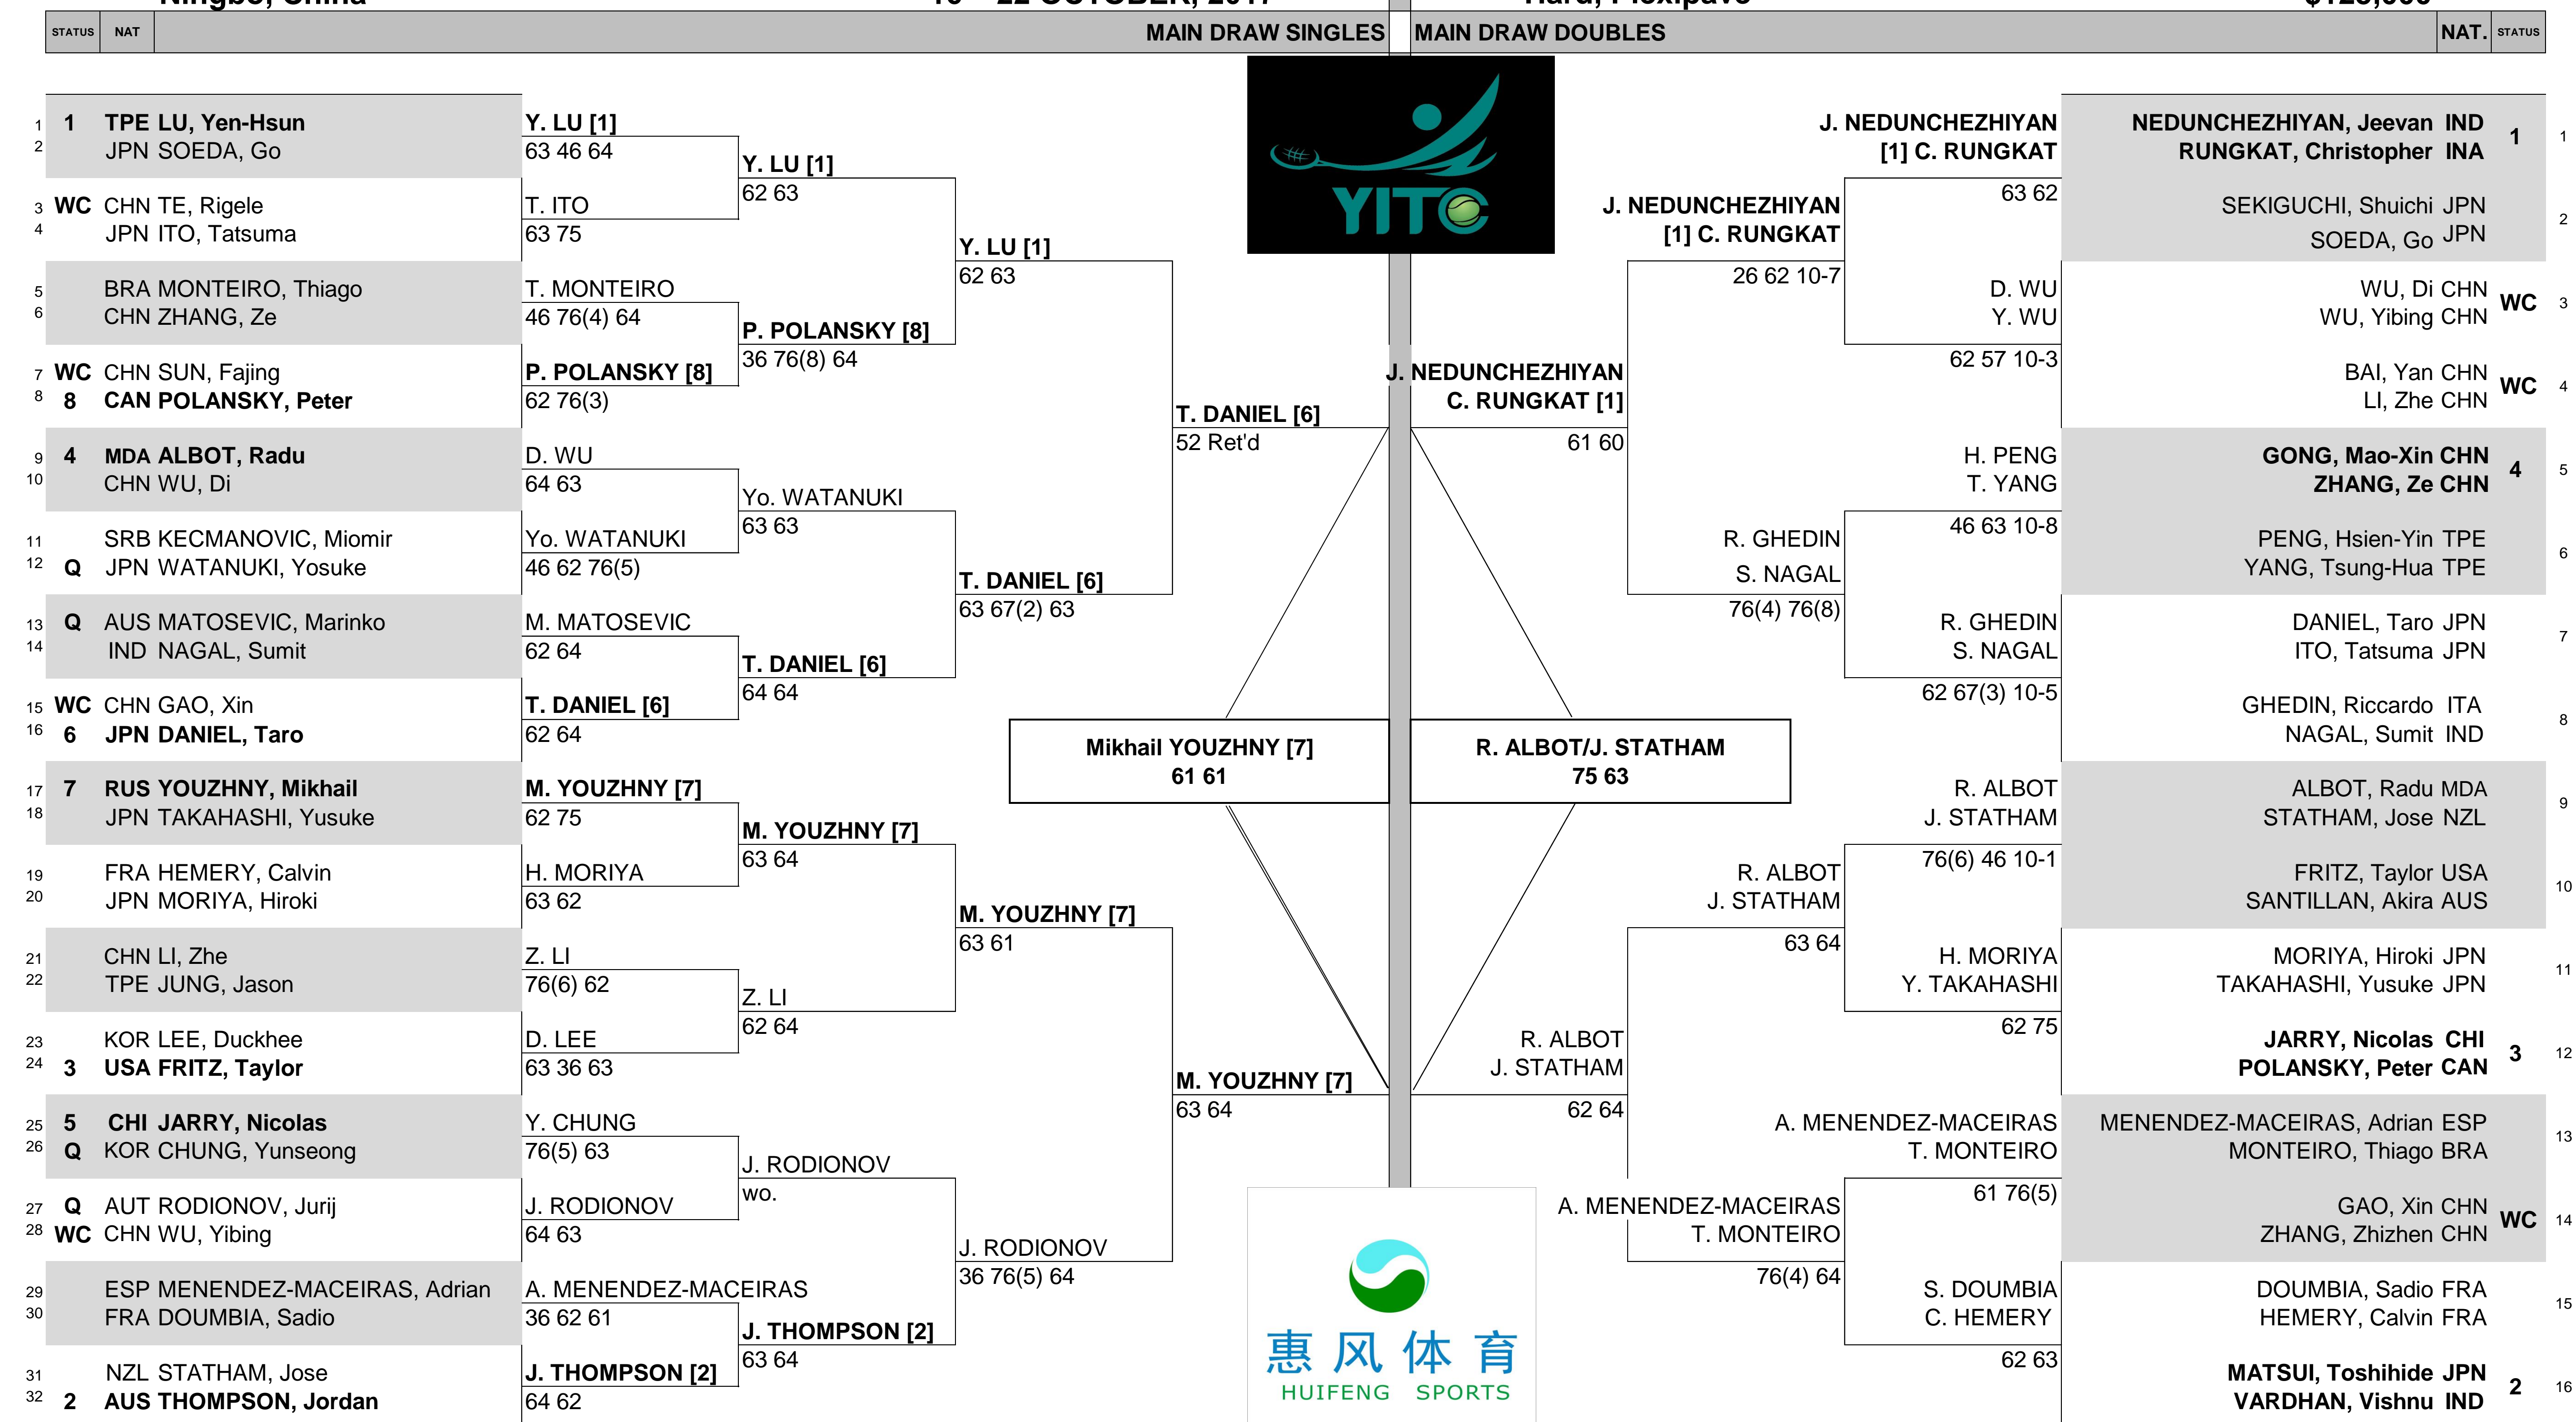 STATUS NAT MAIN DRAW SINGLES MAIN DRAW DOUBLES NAT. STATUS
YITC
1 1 TPE LU, Yen-Hsun
2 JPN SOEDA, Go
3 WC CHN TE, Rigele
4 JPN ITO, Tatsuma
5 BRA MONTEIRO, Thiago
6 CHN ZHANG, Ze
7 WC CHN SUN, Fajing
8 8 CAN POLANSKY, Peter
9 4 MDA ALBOT, Radu
10 CHN WU, Di
11 SRB KECMANOVIC, Miomir
12 Q JPN WATANUKI, Yosuke
13 Q AUS MATOSEVIC, Marinko
14 IND NAGAL, Sumit
15 WC CHN GAO, Xin
16 6 JPN DANIEL, Taro
17 7 RUS YOUZHNY, Mikhail
18 JPN TAKAHASHI, Yusuke
19 FRA HEMERY, Calvin
20 JPN MORIYA, Hiroki
21 CHN LI, Zhe
22 TPE JUNG, Jason
23 KOR LEE, Duckhee
24 3 USA FRITZ, Taylor
25 5 CHI JARRY, Nicolas
26 Q KOR CHUNG, Yunseong
27 Q AUT RODIONOV, Jurij
28 WC CHN WU, Yibing
29 ESP MENENDEZ-MACEIRAS, Adrian
30 FRA DOUMBIA, Sadio
31 NZL STATHAM, Jose
32 2 AUS THOMPSON, Jordan
Y. LU [1]
63 46 64
T. ITO
63 75
T. MONTEIRO
46 76(4) 64
P. POLANSKY [8]
62 76(3)
D. WU
64 63
Yo. WATANUKI
46 62 76(5)
M. MATOSEVIC
62 64
T. DANIEL [6]
62 64
M. YOUZHNY [7]
62 75
H. MORIYA
63 62
Z. LI
76(6) 62
D. LEE
63 36 63
Y. CHUNG
76(5) 63
J. RODIONOV
64 63
A. MENENDEZ-MACEIRAS
36 62 61
J. THOMPSON [2]
64 62
Y. LU [1]
62 63
P. POLANSKY [8]
36 76(8) 64
Yo. WATANUKI
63 63
T. DANIEL [6]
64 64
M. YOUZHNY [7]
63 64
Z. LI
62 64
J. RODIONOV
wo.
J. THOMPSON [2]
63 64
Y. LU [1]
62 63
T. DANIEL [6]
63 67(2) 63
M. YOUZHNY [7]
63 61
J. RODIONOV
36 76(5) 64
T. DANIEL [6]
52 Ret'd
M. YOUZHNY [7]
63 64
Mikhail YOUZHNY [7]
61 61
R. ALBOT/J. STATHAM
75 63
J. NEDUNCHEZHIYAN
C. RUNGKAT [1]
61 60
R. ALBOT
J. STATHAM
62 64
J. NEDUNCHEZHIYAN
[1] C. RUNGKAT
26 62 10-7
R. GHEDIN
S. NAGAL
76(4) 76(8)
R. ALBOT
J. STATHAM
63 64
A. MENENDEZ-MACEIRAS
T. MONTEIRO
76(4) 64
J. NEDUNCHEZHIYAN
[1] C. RUNGKAT
63 62
D. WU
Y. WU
62 57 10-3
H. PENG
T. YANG
46 63 10-8
R. GHEDIN
S. NAGAL
62 67(3) 10-5
R. ALBOT
J. STATHAM
76(6) 46 10-1
H. MORIYA
Y. TAKAHASHI
62 75
A. MENENDEZ-MACEIRAS
T. MONTEIRO
61 76(5)
S. DOUMBIA
C. HEMERY
62 63
NEDUNCHEZHIYAN, Jeevan IND 1 1
RUNGKAT, Christopher INA
SEKIGUCHI, Shuichi JPN 2
SOEDA, Go JPN
WU, Di CHN WC 3
WU, Yibing CHN
BAI, Yan CHN WC 4
LI, Zhe CHN
GONG, Mao-Xin CHN 4 5
ZHANG, Ze CHN
PENG, Hsien-Yin TPE 6
YANG, Tsung-Hua TPE
DANIEL, Taro JPN 7
ITO, Tatsuma JPN
GHEDIN, Riccardo ITA 8
NAGAL, Sumit IND
ALBOT, Radu MDA 9
STATHAM, Jose NZL
FRITZ, Taylor USA 10
SANTILLAN, Akira AUS
MORIYA, Hiroki JPN 11
TAKAHASHI, Yusuke JPN
JARRY, Nicolas CHI 3 12
POLANSKY, Peter CAN
MENENDEZ-MACEIRAS, Adrian ESP 13
MONTEIRO, Thiago BRA
GAO, Xin CHN WC 14
ZHANG, Zhizhen CHN
DOUMBIA, Sadio FRA 15
HEMERY, Calvin FRA
MATSUI, Toshihide JPN 2 16
VARDHAN, Vishnu IND
惠风体育
HUIFENG SPORTS